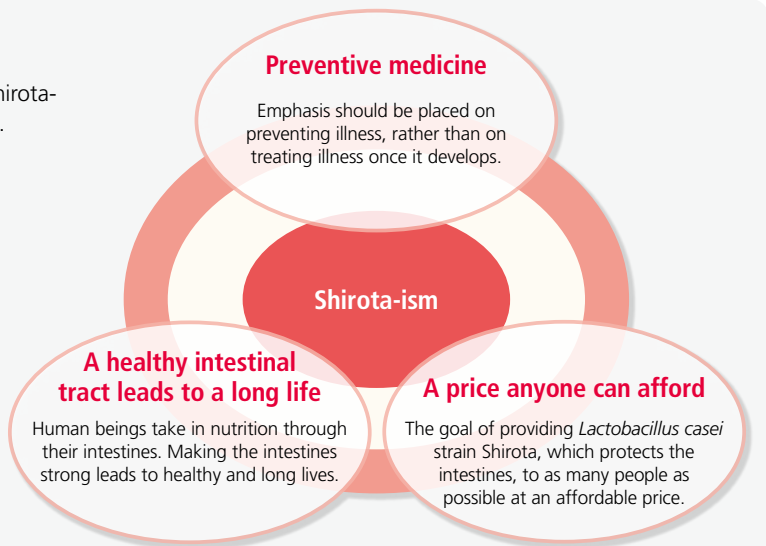 hirota-
.
Preventive medicine
Emphasis should be placed on
preventing illness, rather than on
treating illness once it develops.
Shirota-ism
A healthy intestinal
tract leads to a long life
Human beings take in nutrition through
their intestines. Making the intestines
strong leads to healthy and long lives.
A price anyone can afford
The goal of providing Lactobacillus casei
strain Shirota, which protects the
intestines, to as many people as
possible at an affordable price.